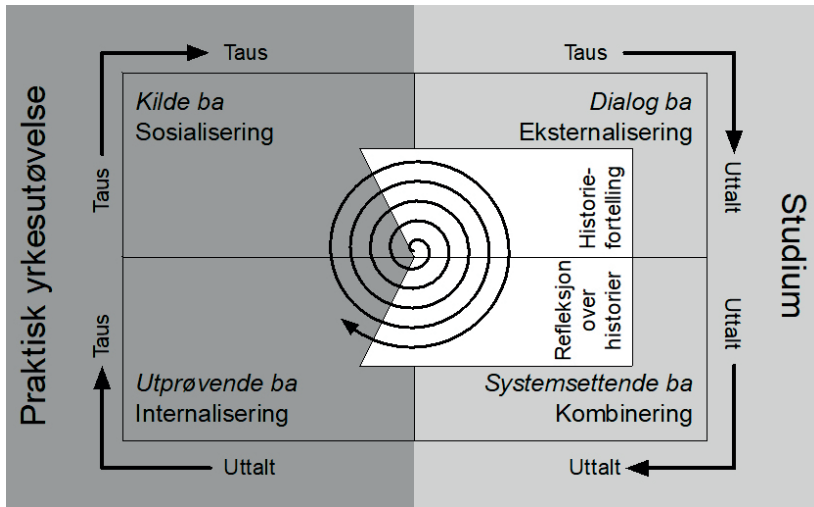 Taus
Taus
Praktisk yrkesutøvelse
Kilde ba
Sosialisering
Dialog ba
Eksternalisering
Taus
Uttalt
Historie-
fortelling
Studium
Refleksjon
over
historier
Taus
Uttalt
Utprøvende ba
Internalisering
Systemsettende ba
Kombinering
Uttalt
Uttalt